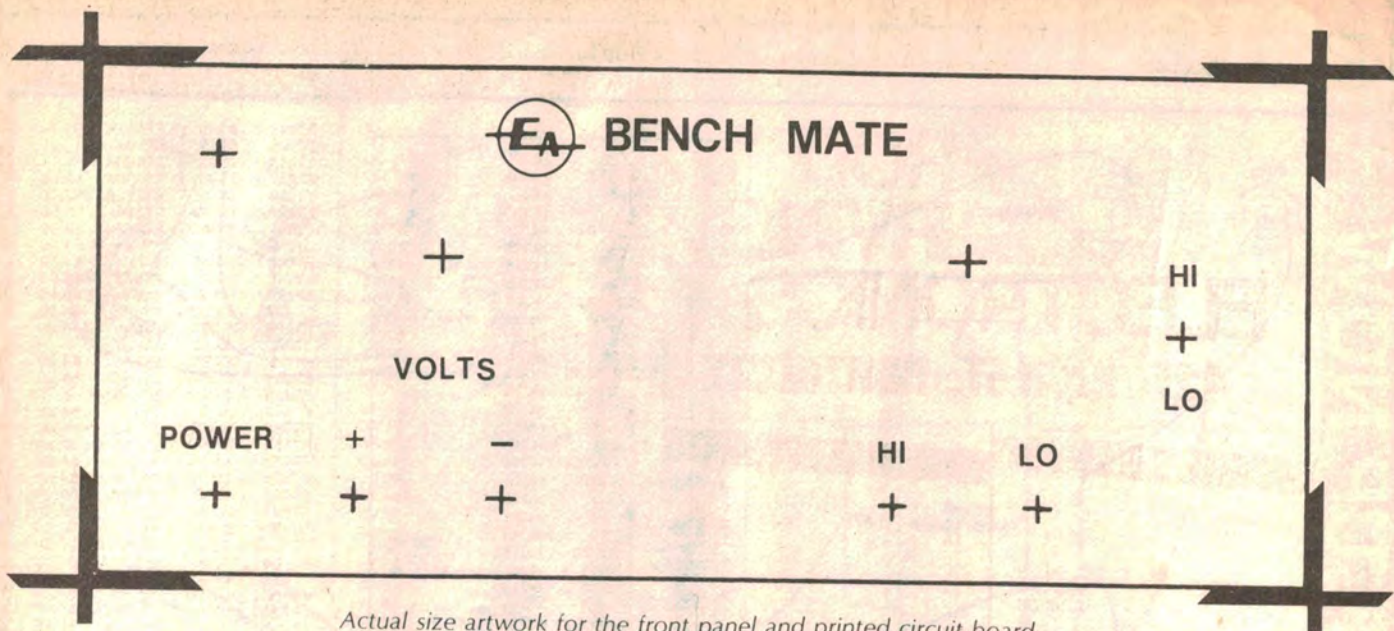 EA BENCH MATE
HI
VOLTS
LO
POWER + −
HI LO
Actual size artwork for the front panel and printed circuit board